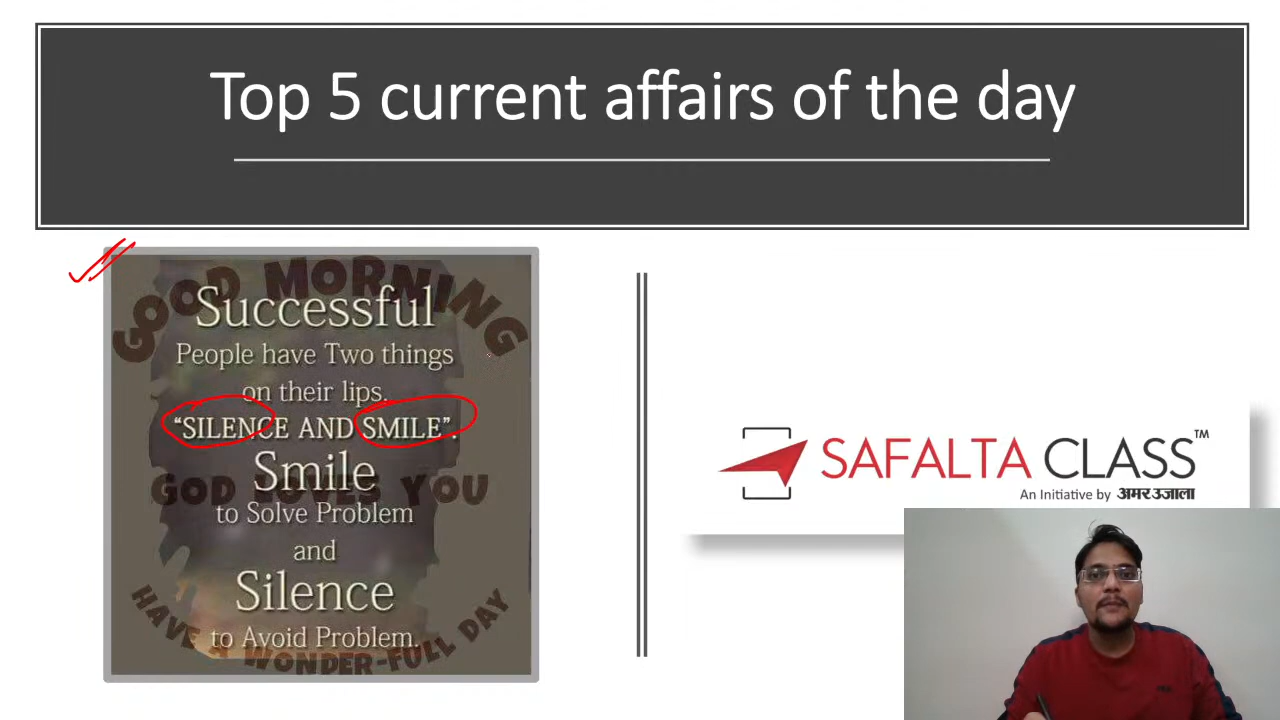 Top 5 current affairs of the day
GOOD MORNING
Successful
People have Two things
on their lips.
"SILENCE AND SMILE".
Smile
GOD LOVES YOU
to Solve Problem
and
Silence
to Avoid Problem.
HAVE A WONDER-FULL DAY
SAFALTA CLASS™
An Initiative by अमर उजाला